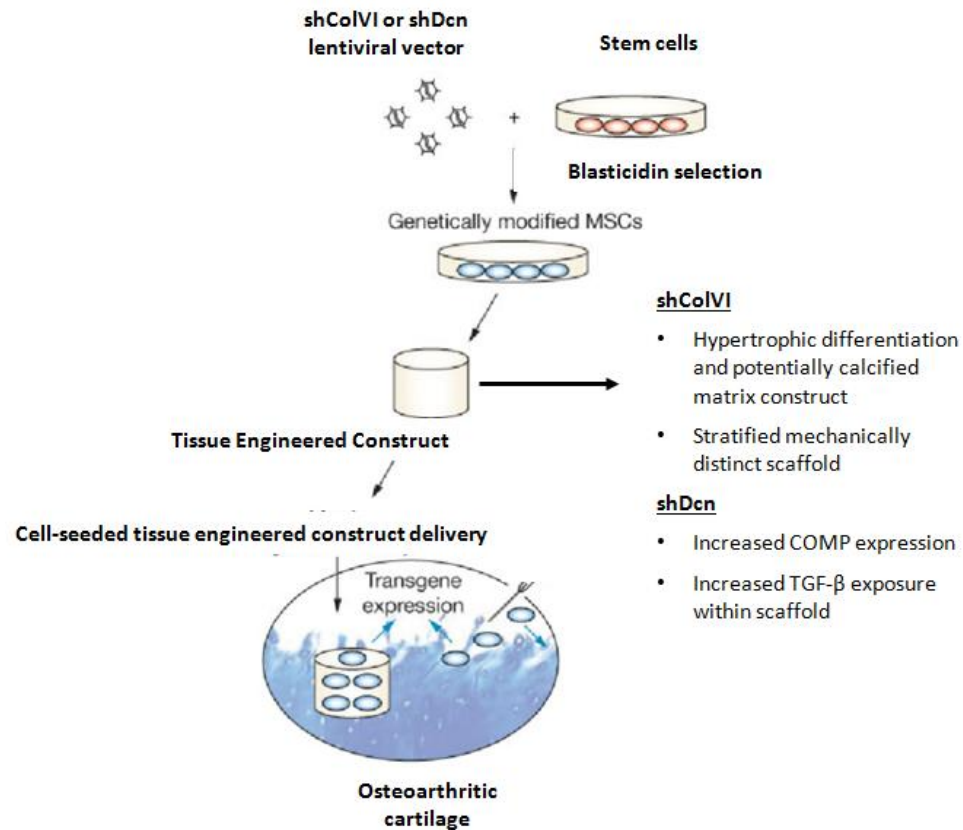 shColVI or shDcn
lentiviral vector
Stem cells
+
Blasticidin selection
Genetically modified MSCs
Tissue Engineered Construct
shColVI
• Hypertrophic differentiation
and potentially calcified
matrix construct
• Stratified mechanically
distinct scaffold
shDcn
• Increased COMP expression
• Increased TGF-β exposure
within scaffold
Cell-seeded tissue engineered construct delivery
Transgene
expression
Osteoarthritic
cartilage